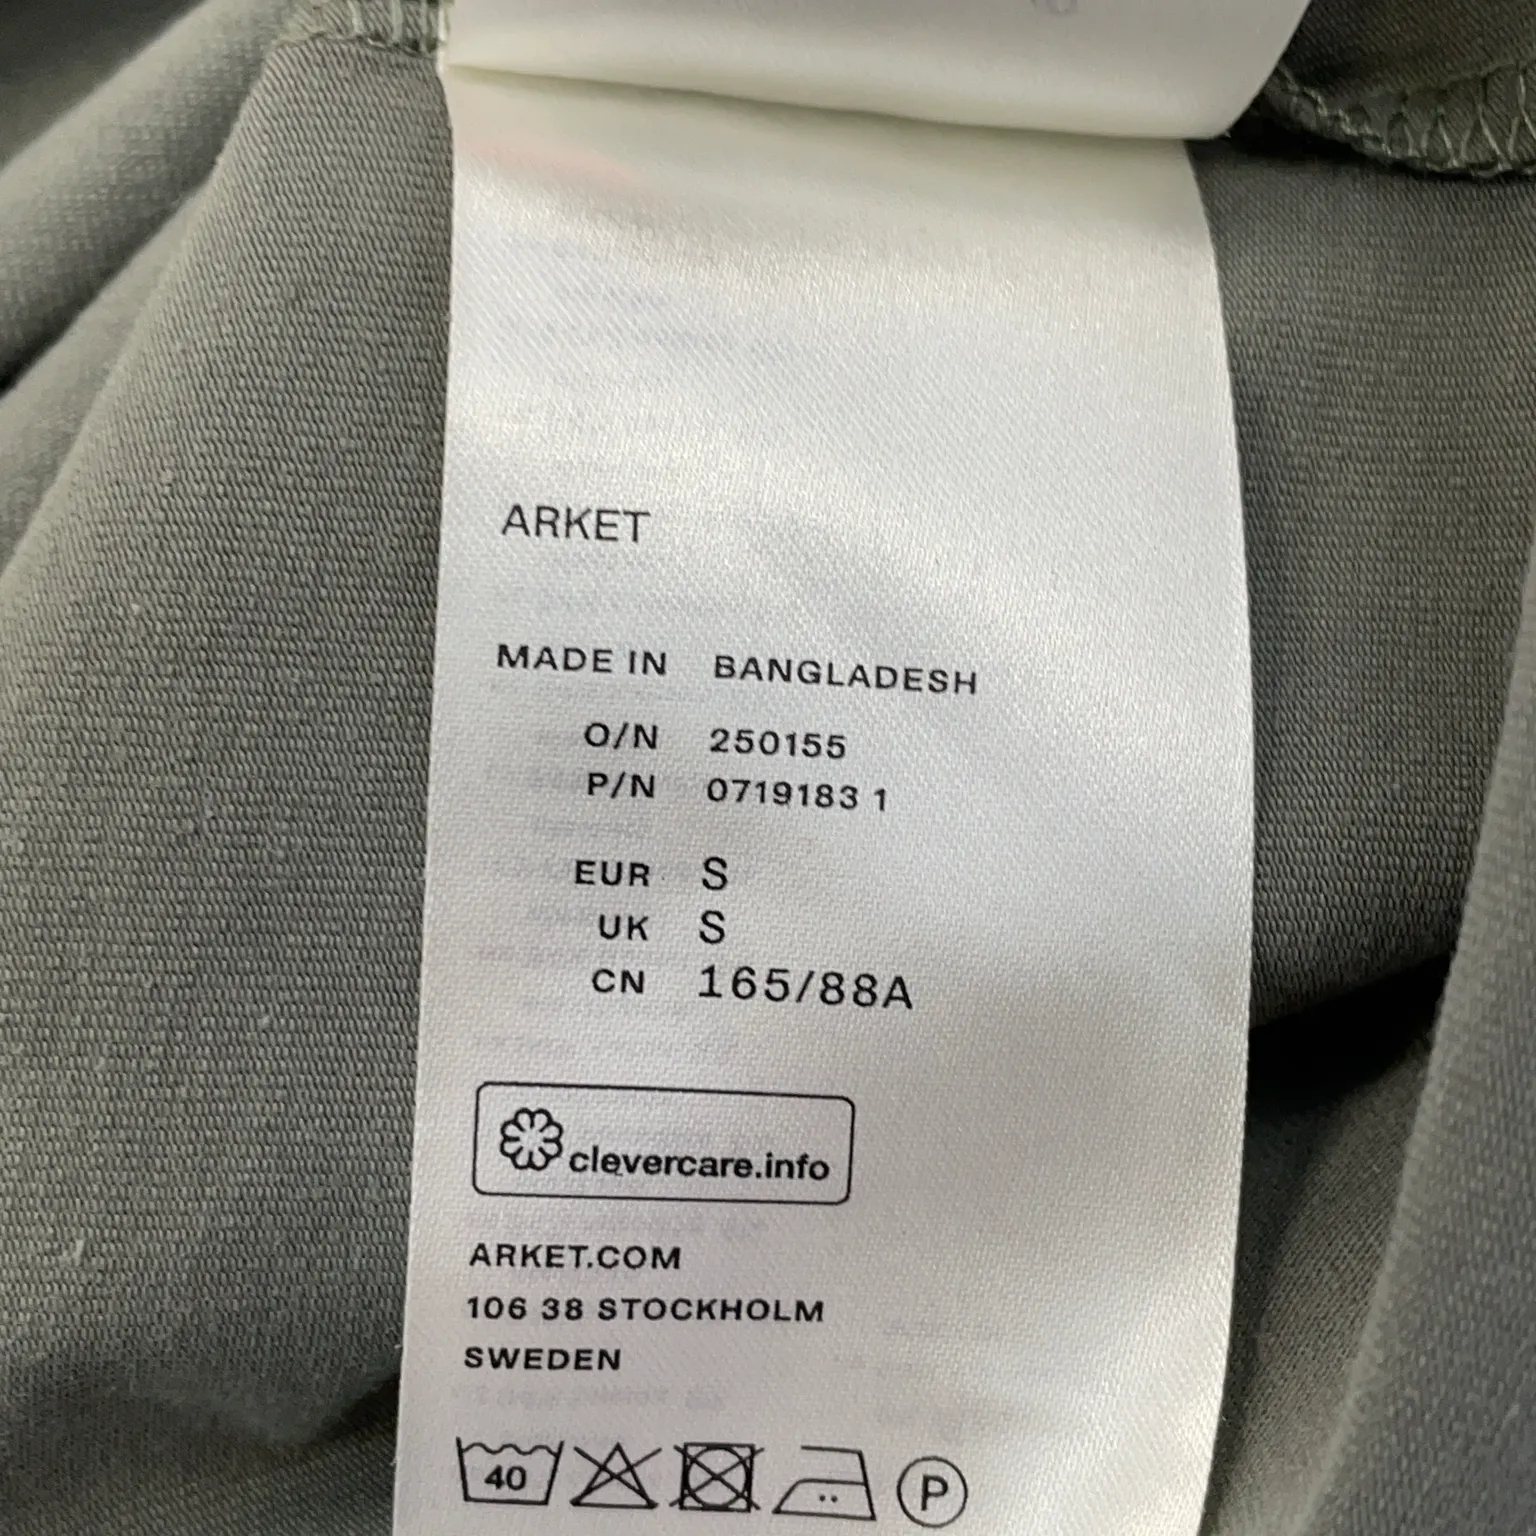 ARKET
MADE IN BANGLADESH
O/N 250155
P/N 0719183 1
EUR S
UK S
CN 165/88A
clevercare.info
ARKET.COM
106 38 STOCKHOLM
SWEDEN
40
P